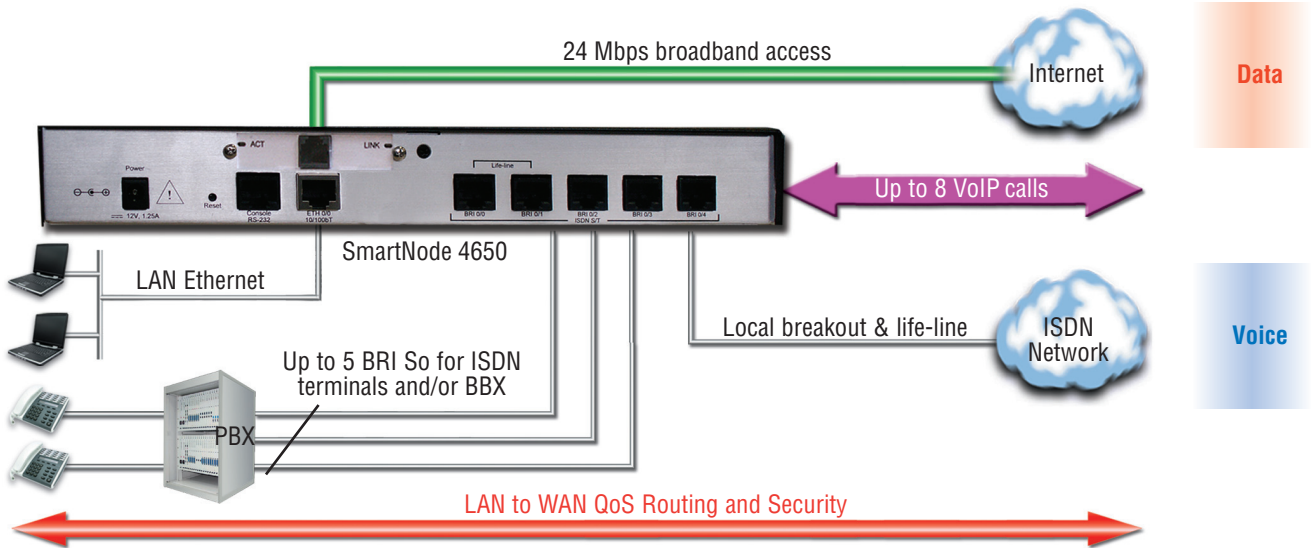 24 Mbps broadband access
Internet
Data
ACT
LINK
Power
Life-line
Up to 8 VoIP calls
Reset
12V, 1.25A
Console
RS-232
ETH 0/0
10/100bT
BRI 0/0
BRI 0/1
BRI 0/2
ISDN S/T
BRI 0/3
BRI 0/4
SmartNode 4650
LAN Ethernet
Local breakout & life-line
ISDN
Network
Voice
Up to 5 BRI So for ISDN
terminals and/or BBX
PBX
LAN to WAN QoS Routing and Security